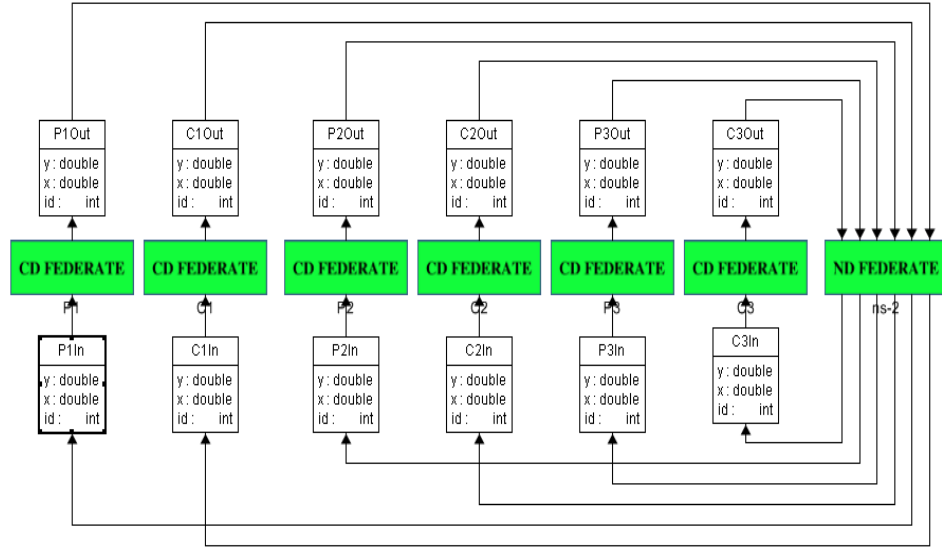 P1Out
y : double
x : double
id : int
C1Out
y : double
x : double
id : int
P2Out
y : double
x : double
id : int
C2Out
y : double
x : double
id : int
P3Out
y : double
x : double
id : int
C3Out
y : double
x : double
id : int
CD FEDERATE
P1
CD FEDERATE
C1
CD FEDERATE
P2
CD FEDERATE
C2
CD FEDERATE
P3
CD FEDERATE
C3
ND FEDERATE
ns-2
P1In
y : double
x : double
id : int
C1In
y : double
x : double
id : int
P2In
y : double
x : double
id : int
C2In
y : double
x : double
id : int
P3In
y : double
x : double
id : int
C3In
y : double
x : double
id : int